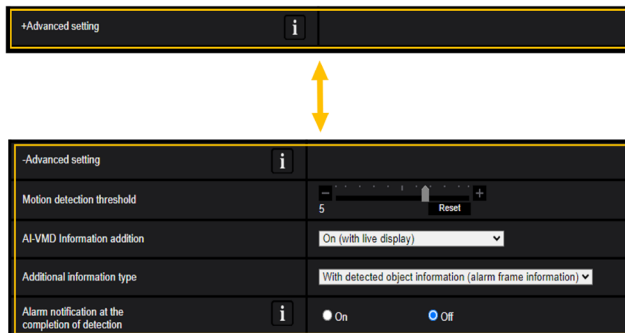 +Advanced setting i
-Advanced setting i
Motion detection threshold
- +
5 Reset
AI-VMD Information addition On (with live display)
Additional information type With detected object information (alarm frame information)
Alarm notification at the
completion of detection i On Off